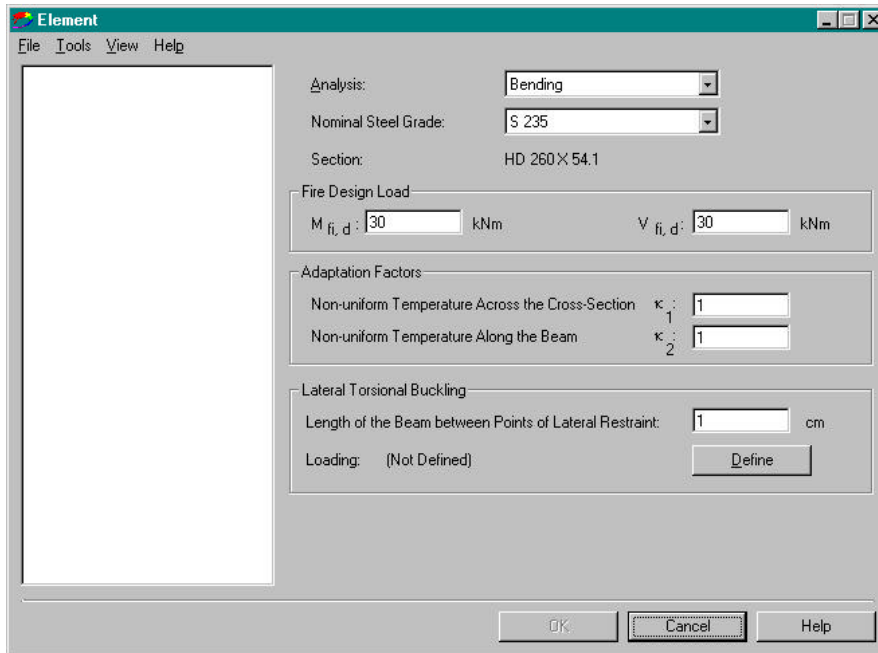 Element
File Tools View Help
Analysis: Bending
Nominal Steel Grade: S 235
Section: HD 260 X 54.1
Fire Design Load
M fi, d : 30 kNm V fi, d: 30 kNm
Adaptation Factors
Non-uniform Temperature Across the Cross-Section κ 1 : 1
Non-uniform Temperature Along the Beam κ 2 : 1
Lateral Torsional Buckling
Length of the Beam between Points of Lateral Restraint: 1 cm
Loading: (Not Defined) Define
OK Cancel Help